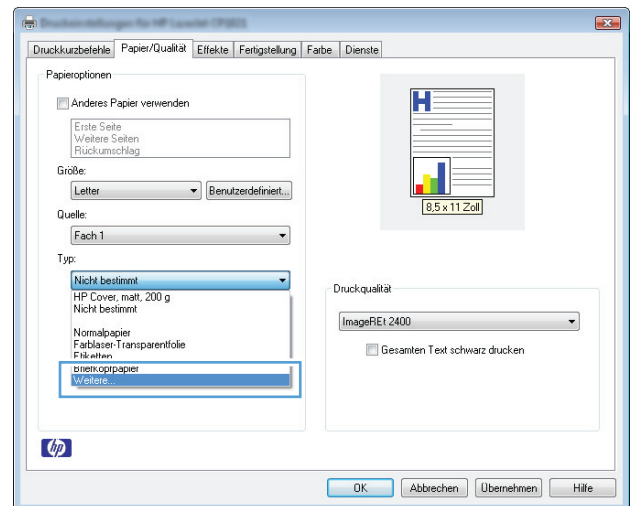 Druckkurzbefehle Papier/Qualität Effekte Fertigstellung Farbe Dienste
Papieroptionen
Anderes Papier verwenden
Erste Seite
Weitere Seiten
Rückumschlag
Größe:
Letter Benutzerdefiniert...
Quelle:
Fach 1
Typ:
Nicht bestimmt
HP Cover, matt, 200 g
Nicht bestimmt
Normalpapier
Farblaser-Transparentfolie
Etiketten
Briefkopfpapier
Weitere...
H
8,5 x 11 Zoll
Druckqualität
ImageREt 2400
Gesamten Text schwarz drucken
hp
OK Abbrechen Übernehmen Hilfe